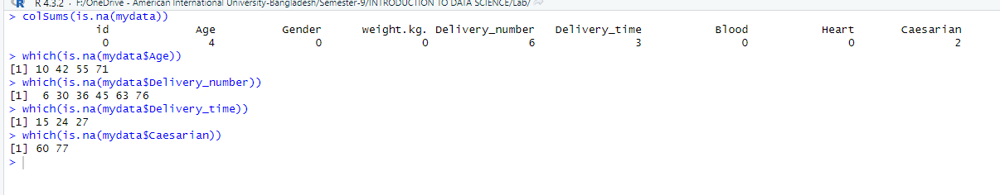 R 4.3.2 · F:/OneDrive - American International University-Bangladesh/Semester-9/INTRODUCTION TO DATA SCIENCE/Lab/
> colSums(is.na(mydata))
id Age Gender weight.kg. Delivery_number Delivery_time Blood Heart Caesarian
0 4 0 0 6 3 0 0 2
> which(is.na(mydata$Age))
[1] 10 42 55 71
> which(is.na(mydata$Delivery_number))
[1] 6 30 36 45 63 76
> which(is.na(mydata$Delivery_time))
[1] 15 24 27
> which(is.na(mydata$Caesarian))
[1] 60 77
>